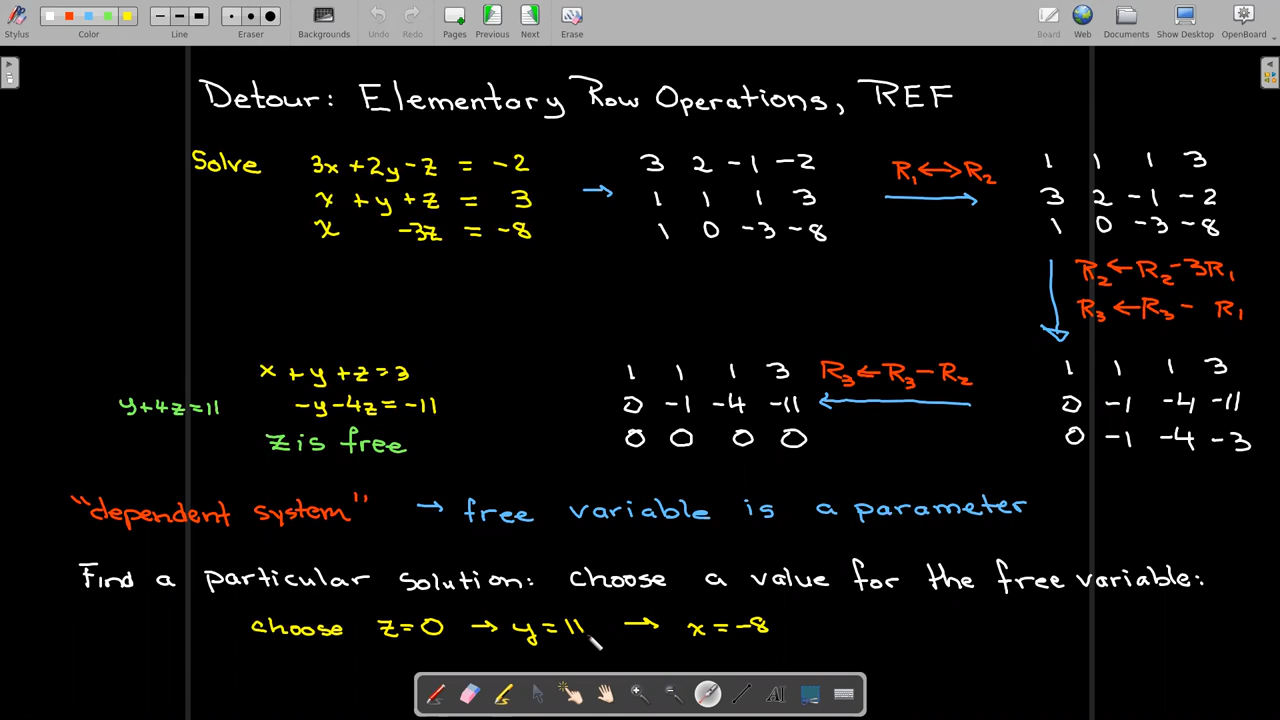 Stylus Color Line Eraser Backgrounds Undo Redo Pages Previous Next Erase Board Web Documents Show Desktop OpenBoard
Detour: Elementary Row Operations, REF
Solve 3x+2y-z = -2
x + y + z = 3
x -3z = -8
→
3 2 -1 -2
1 1 1 3
1 0 -3 -8
R₁↔R₂
1 1 1 3
3 2 -1 -2
1 0 -3 -8
R₂←R₂-3R₁
R₃←R₃- R₁
1 1 1 3
0 -1 -4 -11
0 -1 -4 -3
R₃←R₃-R₂
1 1 1 3
0 -1 -4 -11
0 0 0 0
x + y + z = 3
-y-4z = -11
y+4z=11
z is free
"dependent system" → free variable is a parameter
Find a particular solution: choose a value for the free variable:
choose z=0 → y=11 → x=-8
AI